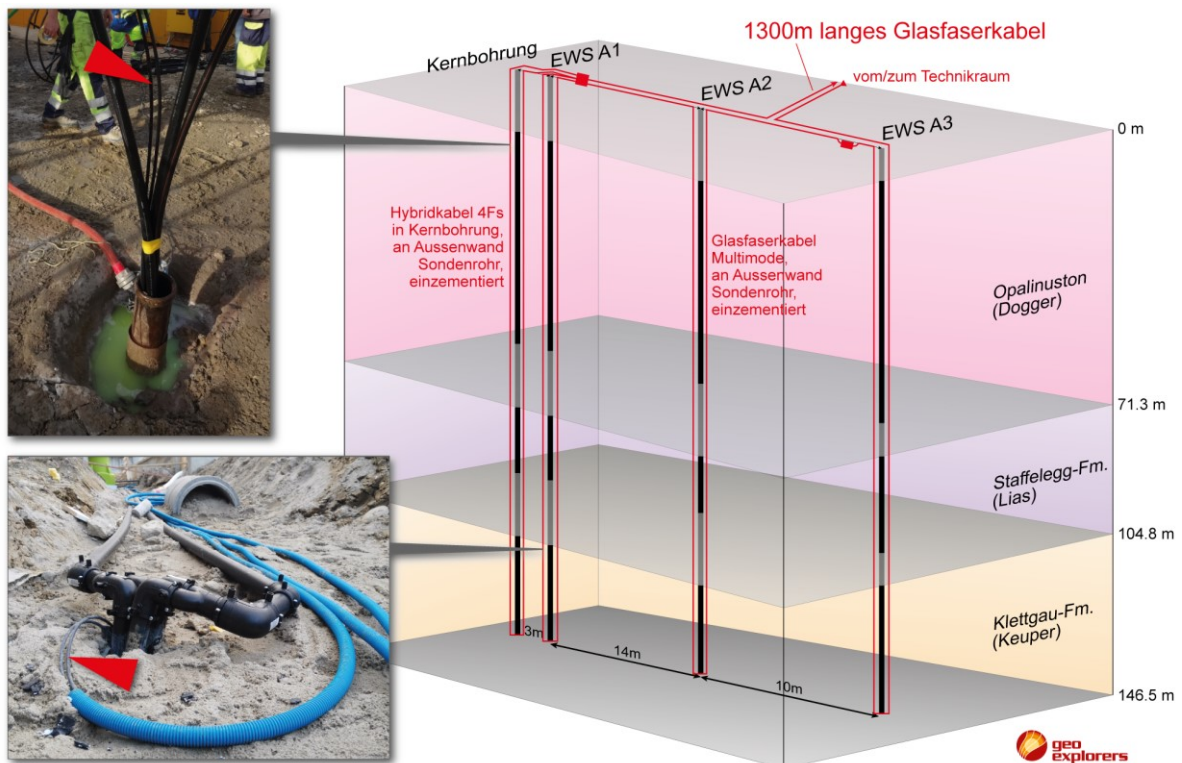 1300m langes Glasfaserkabel
vom/zum Technikraum
Kernbohrung
EWS A1
EWS A2
EWS A3
0 m
Hybridkabel 4Fs
in Kernbohrung,
an Aussenwand
Sondenrohr,
einzementiert
Glasfaserkabel
Multimode,
an Aussenwand
Sondenrohr,
einzementiert
Opalinuston
(Dogger)
71.3 m
Staffelegg-Fm.
(Lias)
104.8 m
Klettgau-Fm.
(Keuper)
3m
14m
10m
146.5 m
geo
explorers